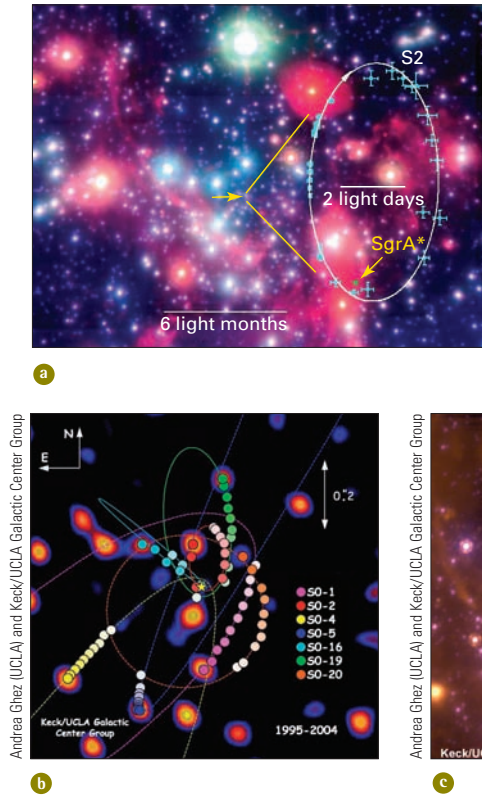 S2
2 light days
SgrA*
6 light months
a
Andrea Ghez (UCLA) and Keck/UCLA Galactic Center Group
N
E
0."2
S0-1
S0-2
S0-4
S0-5
S0-16
S0-19
S0-20
Keck/UCLA Galactic
Center Group
1995-2004
b
Andrea Ghez (UCLA) and Keck/UCLA Galactic Center Group
Keck/UC
c